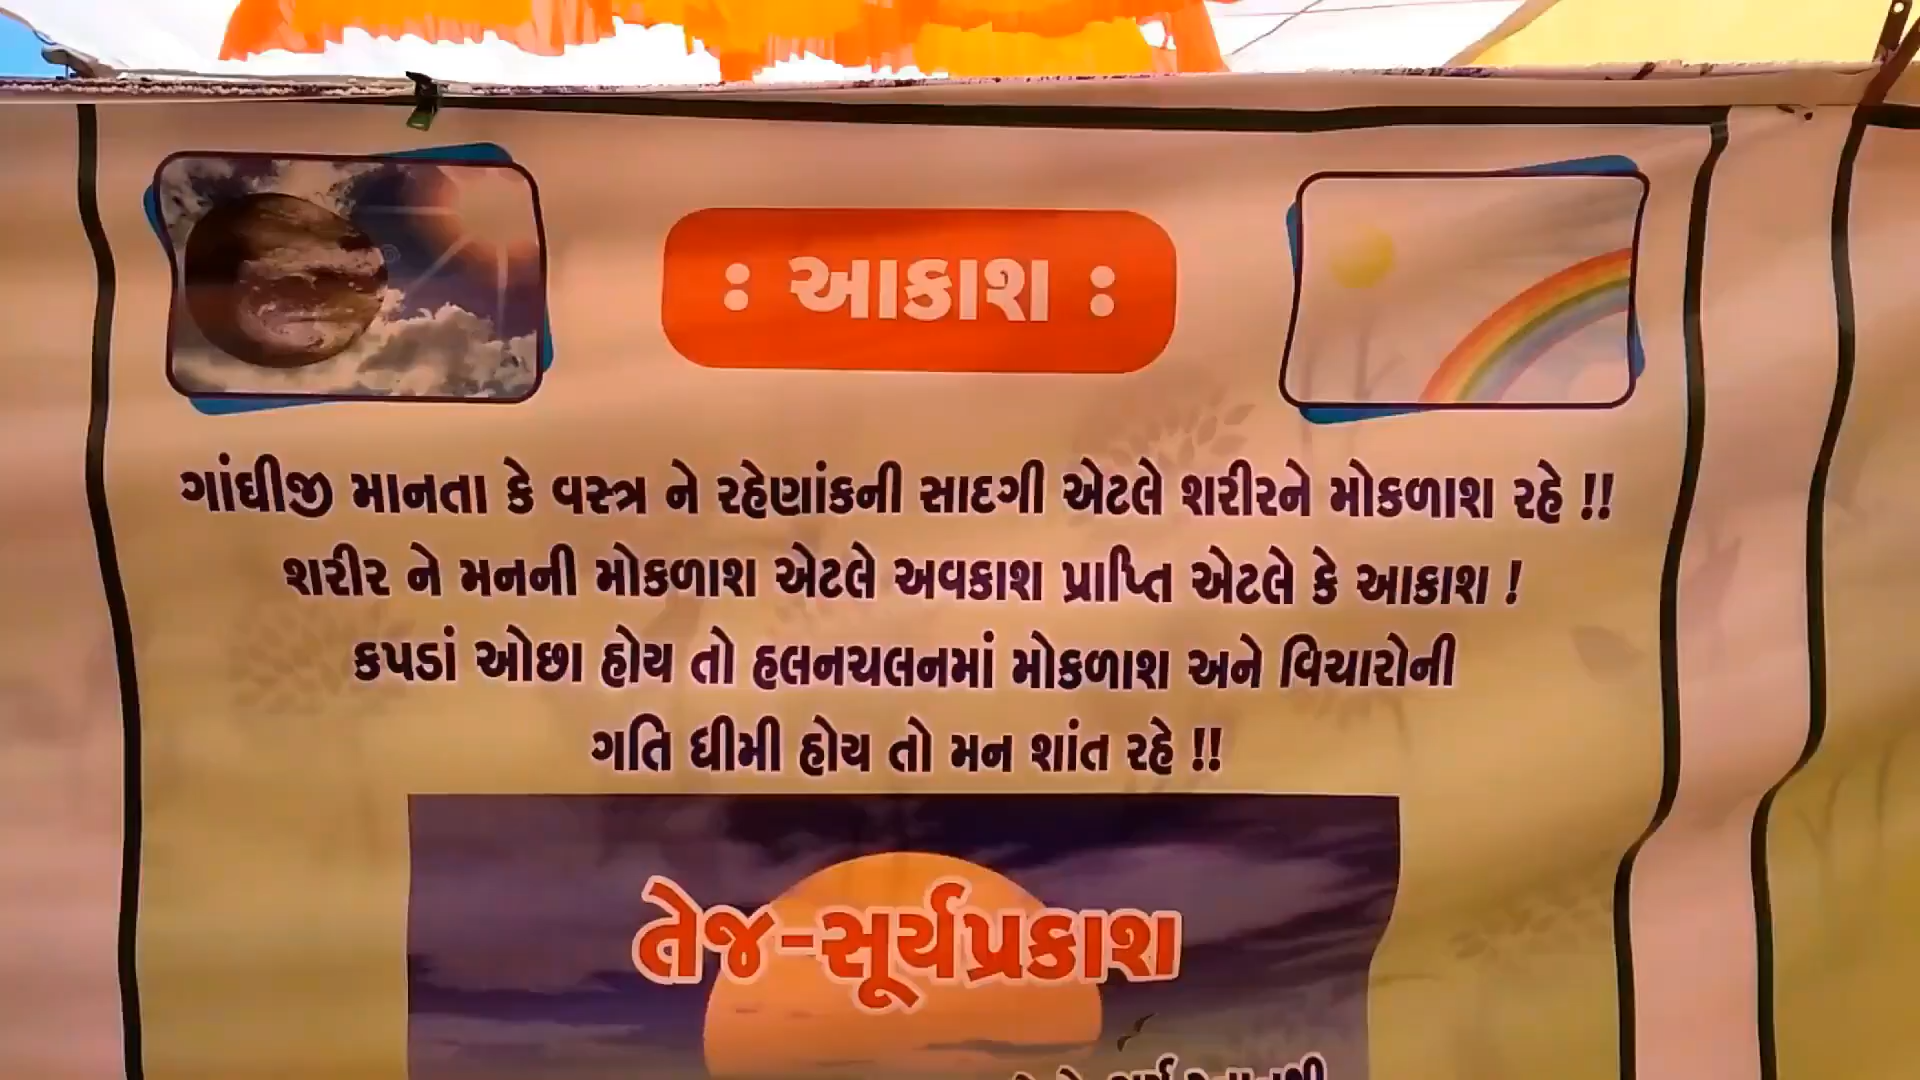 : આકાશ :
ગાંધીજી માનતા કે વસ્ત્ર ને રહેણાંકની સાદગી એટલે શરીરને મોકળાશ રહે !!
શરીર ને મનની મોકળાશ એટલે અવકાશ પ્રાપ્તિ એટલે કે આકાશ !
કપડાં ઓછા હોય તો હલનચલનમાં મોકળાશ અને વિચારોની
ગતિ ધીમી હોય તો મન શાંત રહે !!
તેજ-સૂર્યપ્રકાશ